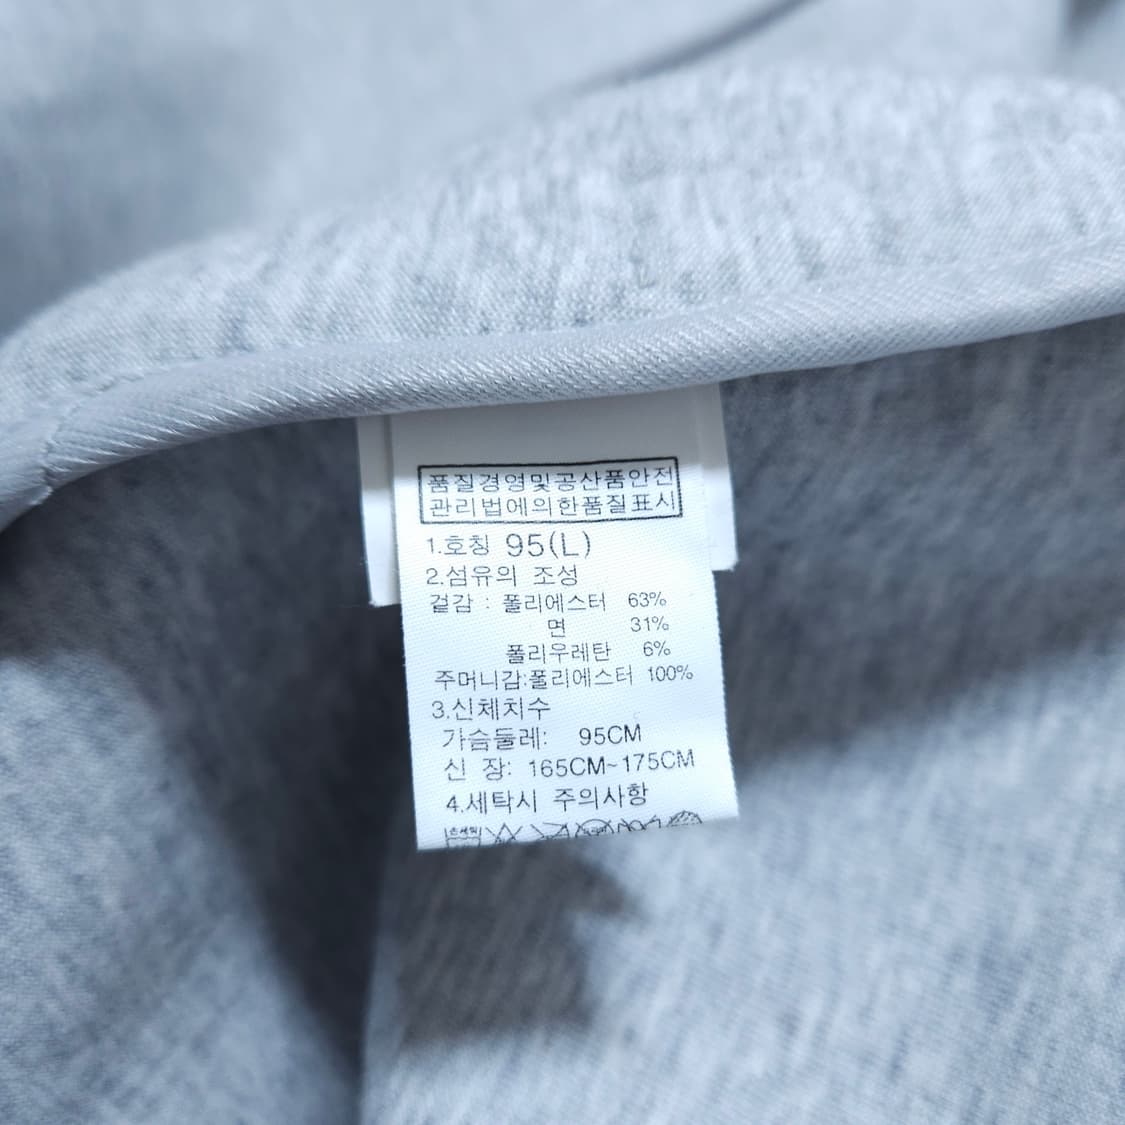 품질경영및공산품안전
관리법에의한품질표시
1.호칭 95(L)
2.섬유의 조성
겉감 : 폴리에스터 63%
면 31%
폴리우레탄 6%
주머니감:폴리에스터 100%
3.신체치수
가슴둘레: 95CM
신 장: 165CM~175CM
4.세탁시 주의사항
손세탁